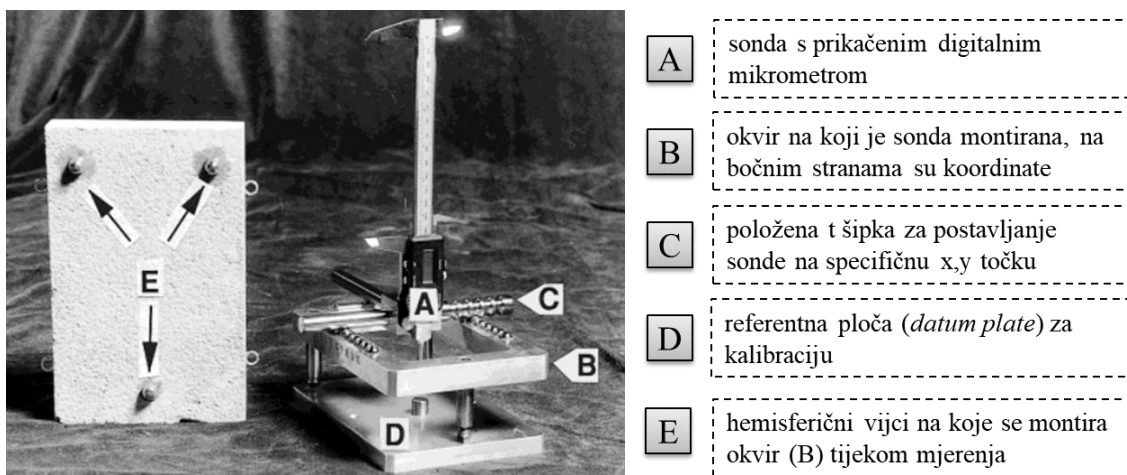 E
A
C
B
D
A
sonda s prikačenim digitalnim
mikrometrom
B
okvir na koji je sonda montirana, na
bočnim stranama su koordinate
C
položena t šipka za postavljanje
sonde na specifičnu x,y točku
D
referentna ploča (datum plate) za
kalibraciju
E
hemisferični vijci na koje se montira
okvir (B) tijekom mjerenja